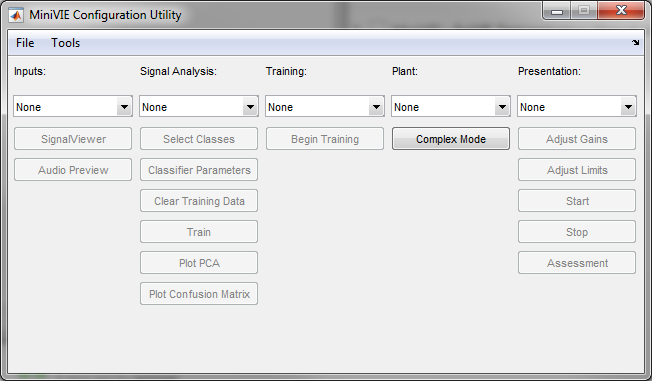 MiniVIE Configuration Utility
File Tools
Inputs: Signal Analysis: Training: Plant: Presentation:
None None None None None
SignalViewer Select Classes Begin Training Complex Mode Adjust Gains
Audio Preview Classifier Parameters Adjust Limits
Clear Training Data Start
Train Stop
Plot PCA Assessment
Plot Confusion Matrix